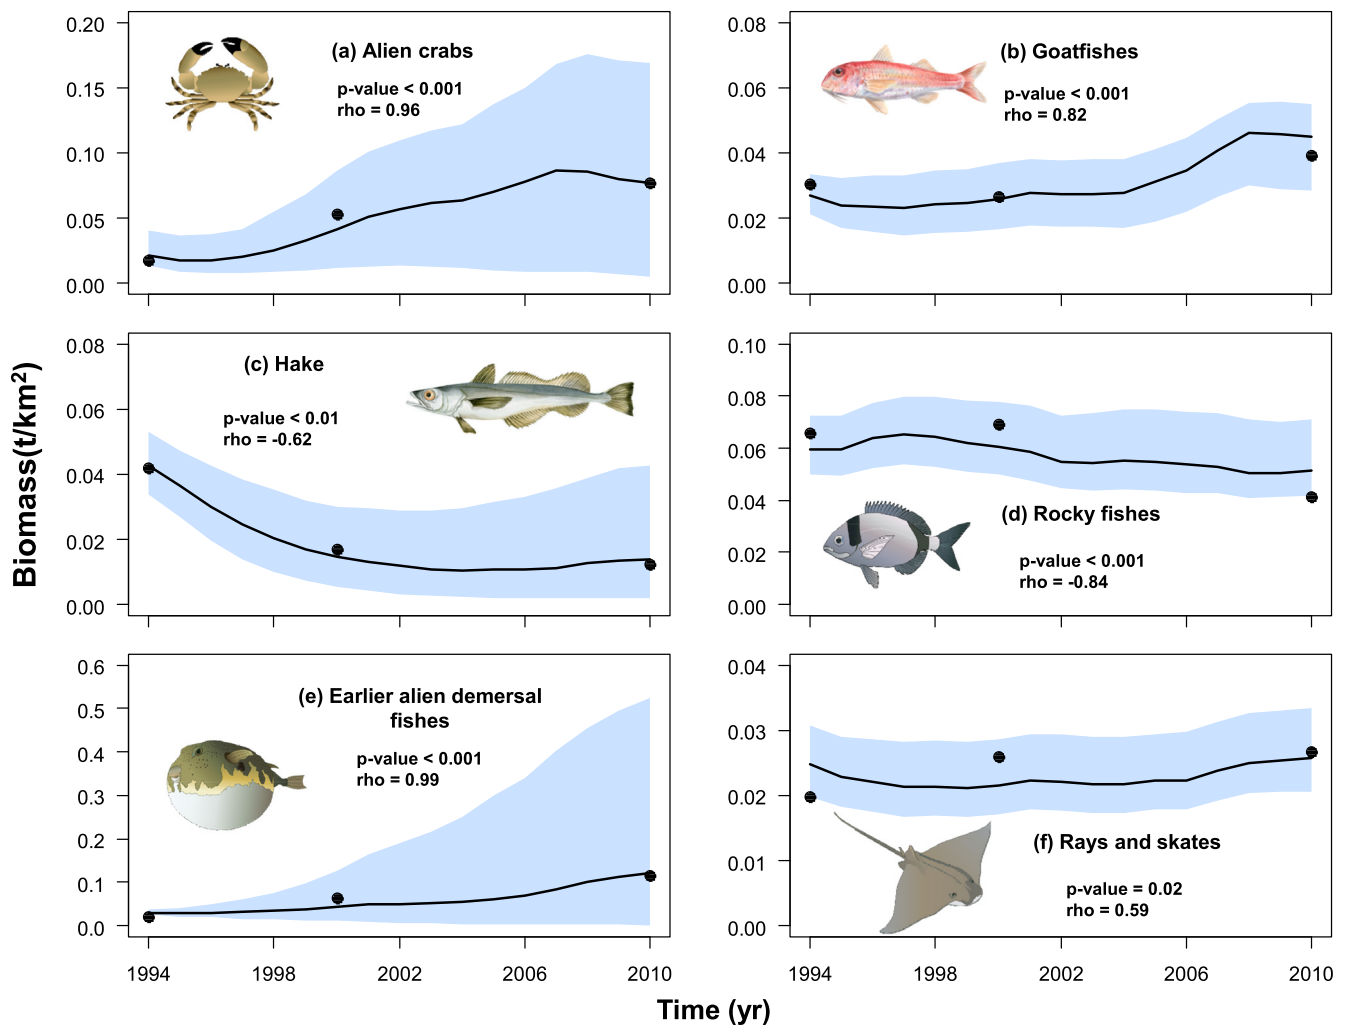 0.20
0.15
0.10
0.05
0.00
(a) Alien crabs
p-value < 0.001
rho = 0.96
0.08
0.06
0.04
0.02
0.00
(b) Goatfishes
p-value < 0.001
rho = 0.82
Biomass(t/km²)
0.08
0.06
0.04
0.02
0.00
(c) Hake
p-value < 0.01
rho = -0.62
0.10
0.08
0.06
0.04
0.02
0.00
(d) Rocky fishes
p-value < 0.001
rho = -0.84
0.6
0.5
0.4
0.3
0.2
0.1
0.0
(e) Earlier alien demersal
fishes
p-value < 0.001
rho = 0.99
1994 1998 2002 2006 2010
0.04
0.03
0.02
0.01
0.00
(f) Rays and skates
p-value = 0.02
rho = 0.59
1994 1998 2002 2006 2010
Time (yr)